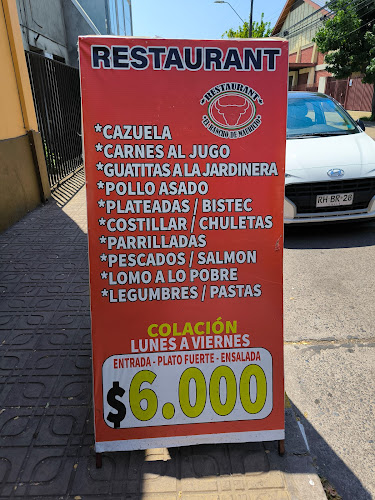 RESTAURANT
RESTAURANT
EL RANCHO DE MAURICIO
*CAZUELA
*CARNES AL JUGO
*GUATITAS A LA JARDINERA
*POLLO ASADO
*PLATEADAS / BISTEC
*COSTILLAR / CHULETAS
*PARRILLADAS
*PESCADOS / SALMON
*LOMO A LO POBRE
*LEGUMBRES / PASTAS
COLACIÓN
LUNES A VIERNES
ENTRADA - PLATO FUERTE - ENSALADA
$6.000